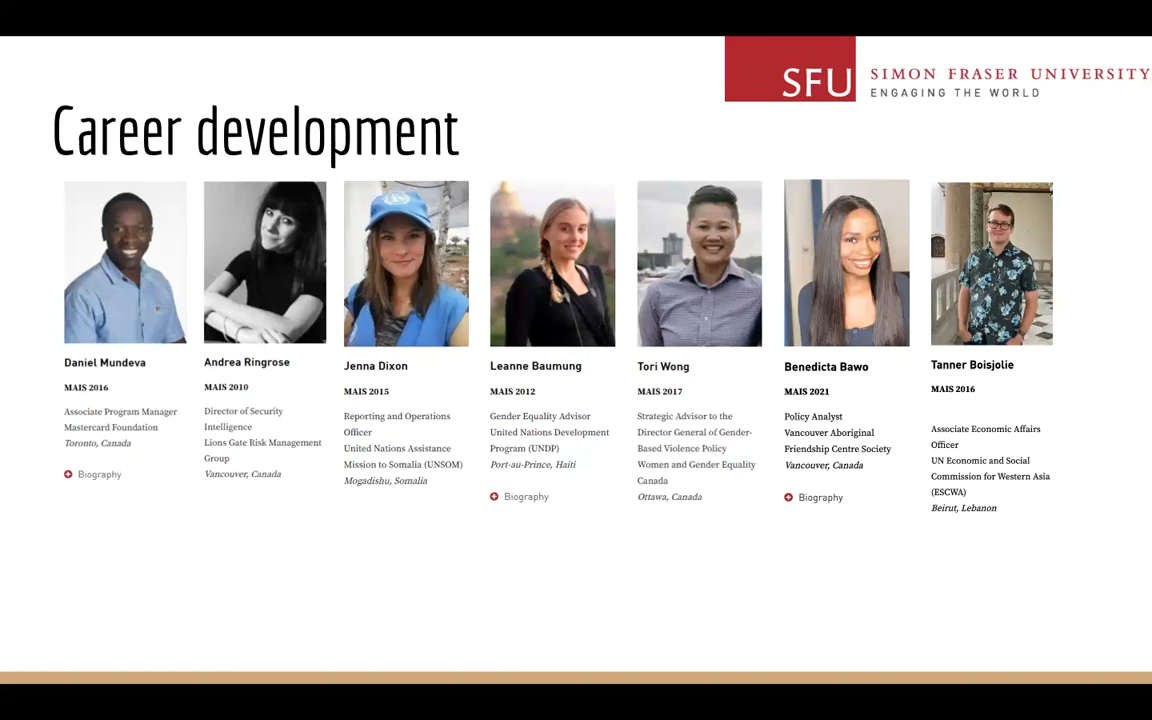 SFU
SIMON FRASER UNIVERSITY
ENGAGING THE WORLD
Career development
Daniel Mundeva
MAIS 2016
Associate Program Manager
Mastercard Foundation
Toronto, Canada
Biography
Andrea Ringrose
MAIS 2010
Director of Security
Intelligence
Lions Gate Risk Management
Group
Vancouver, Canada
Jenna Dixon
MAIS 2015
Reporting and Operations
Officer
United Nations Assistance
Mission to Somalia (UNSOM)
Mogadishu, Somalia
Leanne Baumung
MAIS 2012
Gender Equality Advisor
United Nations Development
Program (UNDP)
Port-au-Prince, Haiti
Biography
Tori Wong
MAIS 2017
Strategic Advisor to the
Director General of Gender-
Based Violence Policy
Women and Gender Equality
Canada
Ottawa, Canada
Benedicta Bawo
MAIS 2021
Policy Analyst
Vancouver Aboriginal
Friendship Centre Society
Vancouver, Canada
Biography
Tanner Boisjolie
MAIS 2016
Associate Economic Affairs
Officer
UN Economic and Social
Commission for Western Asia
(ESCWA)
Beirut, Lebanon